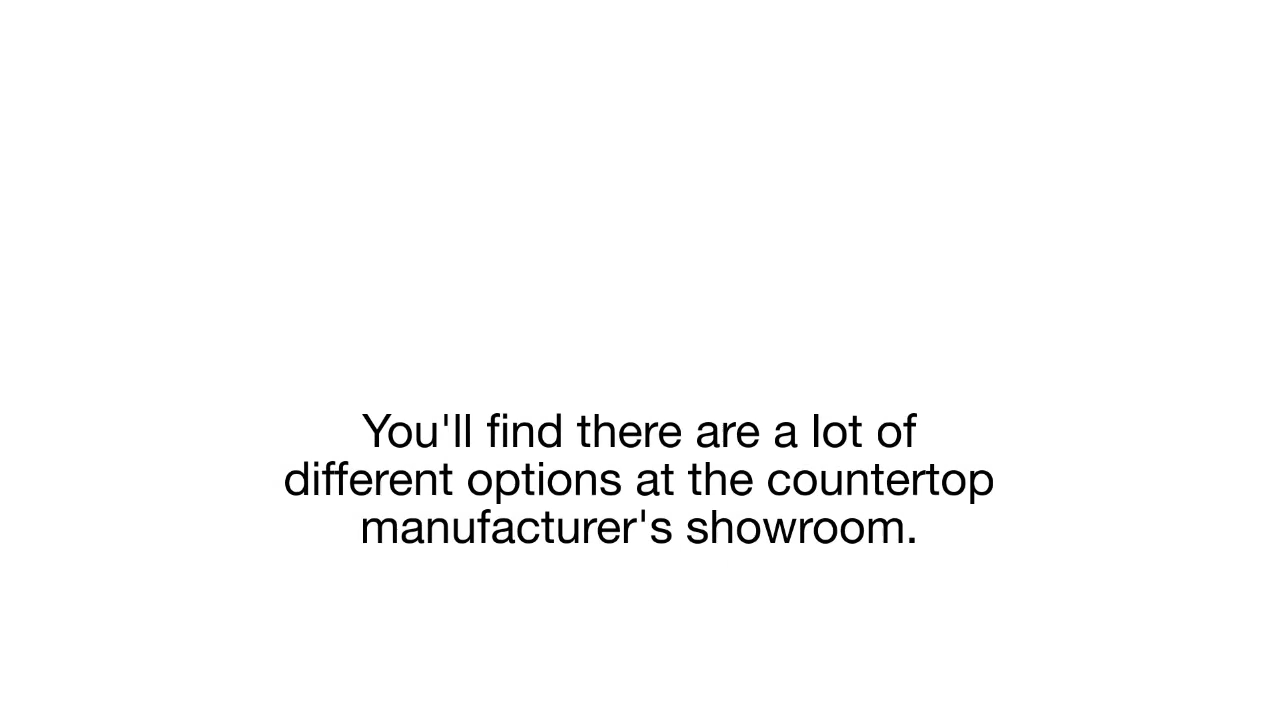 You'll find there are a lot of
different options at the countertop
manufacturer's showroom.